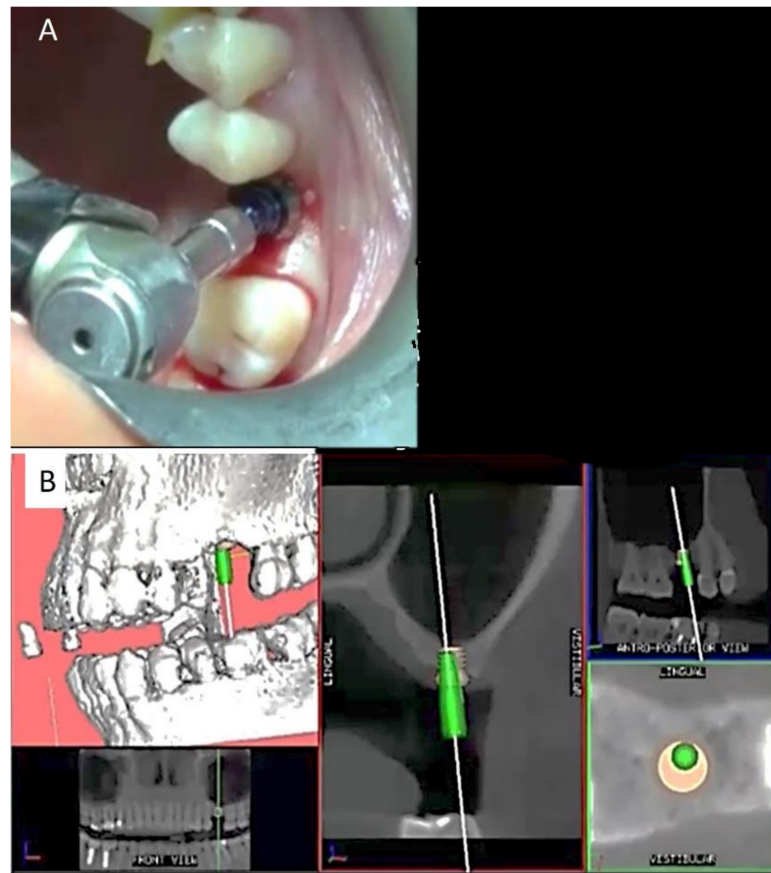 A
B
LINGUAL
VESTIBULAR
ANTRO-POSTERIOR VIEW
LINGUAL
VESTIBULAR
FRONT VIEW